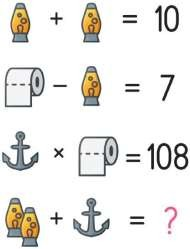 + = 10
− = 7
× = 108
+ = ?